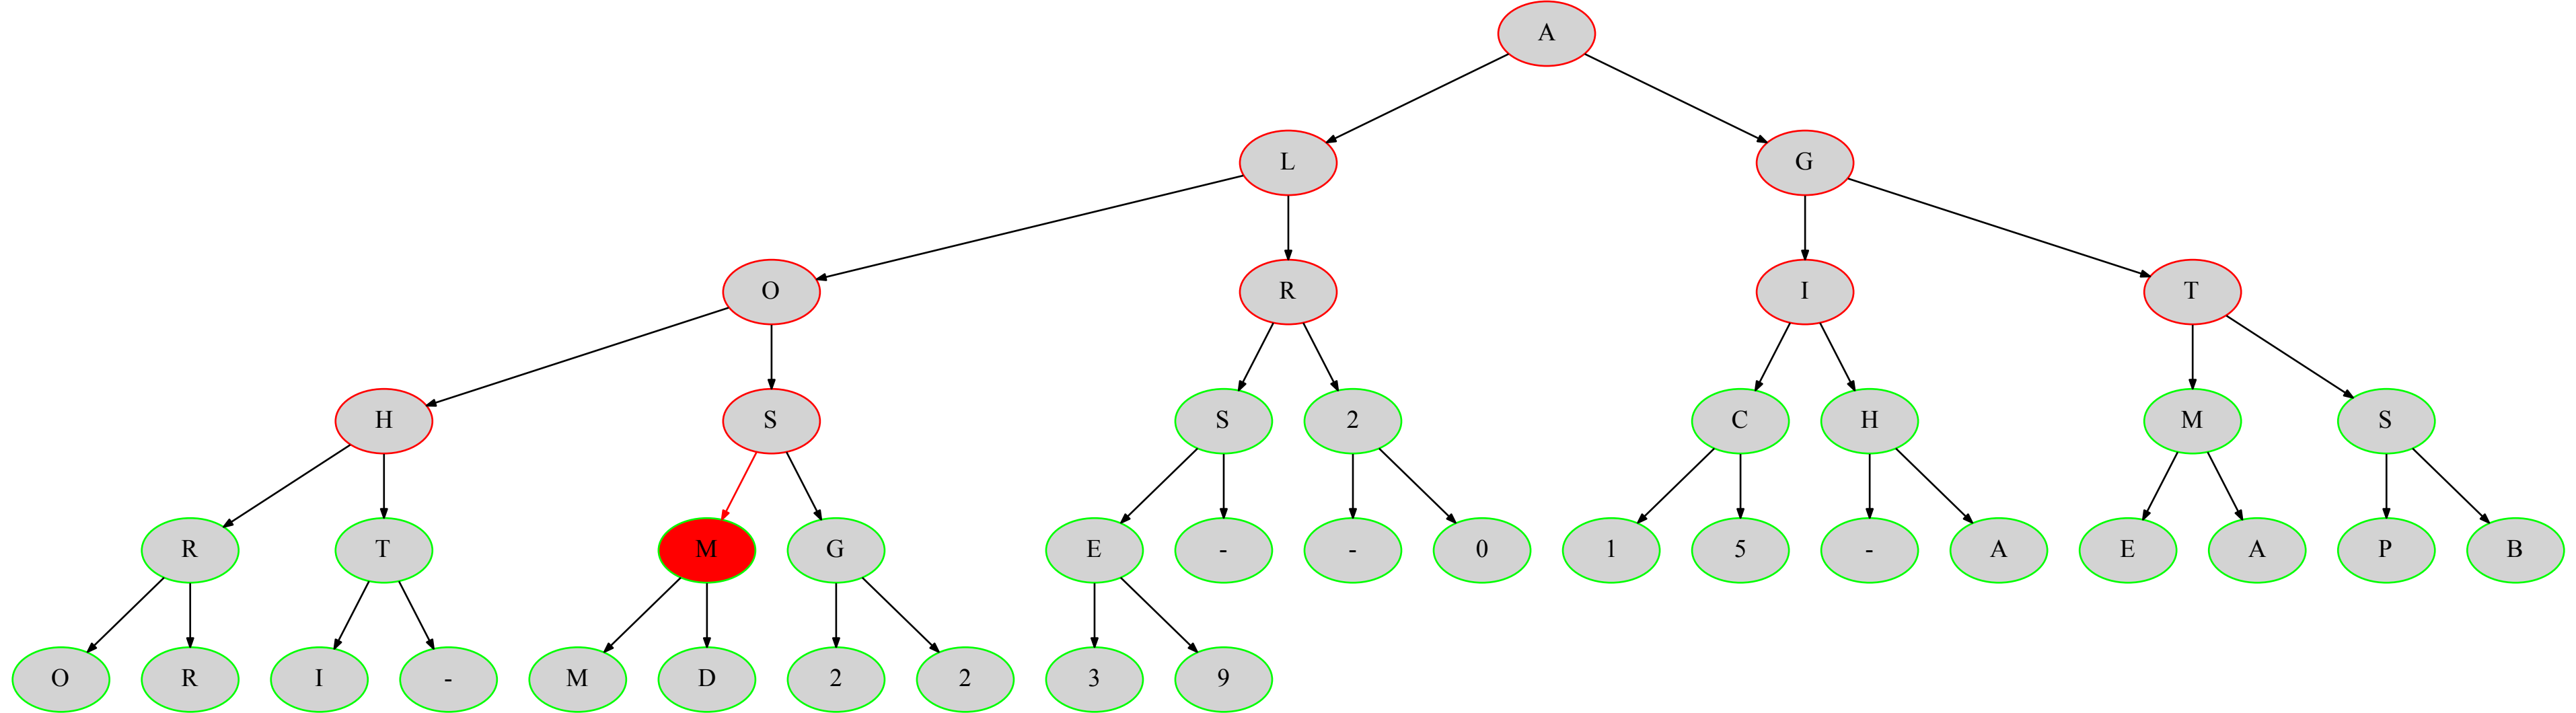 A
L G
O R I T
H S S 2 C H M S
R T M G E - - 0 1 5 - A E A P B
O R I - M D 2 2 3 9